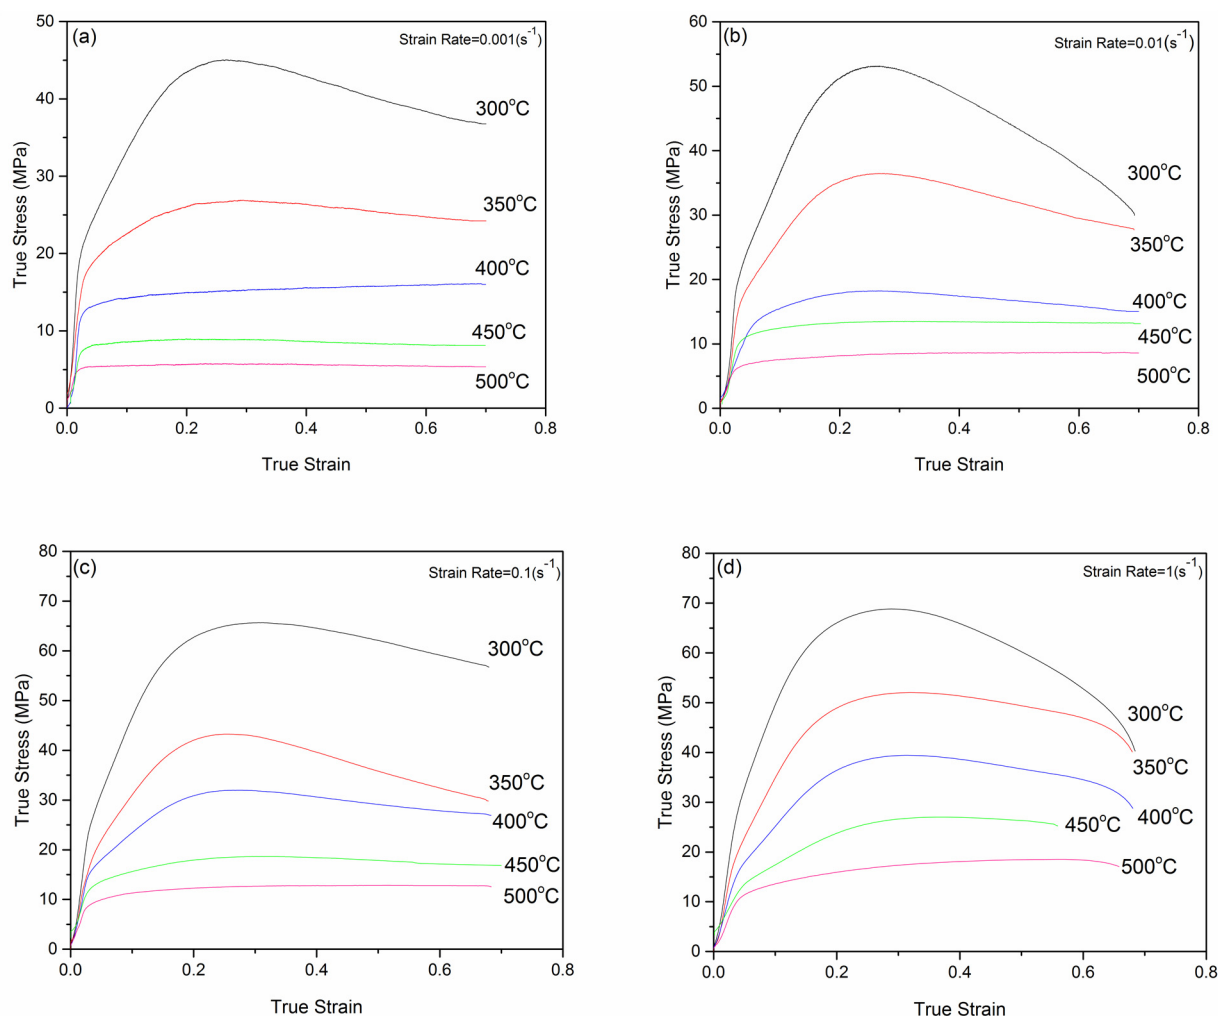 (a)
Strain Rate=0.001(s⁻¹)
50
40
30
20
10
0
True Stress (MPa)
300°C
350°C
400°C
450°C
500°C
0.0 0.2 0.4 0.6 0.8
True Strain
(b)
Strain Rate=0.01(s⁻¹)
60
50
40
30
20
10
0
True Stress (MPa)
300°C
350°C
400°C
450°C
500°C
0.0 0.2 0.4 0.6 0.8
True Strain
(c)
Strain Rate=0.1(s⁻¹)
80
70
60
50
40
30
20
10
0
True Stress (MPa)
300°C
350°C
400°C
450°C
500°C
0.0 0.2 0.4 0.6 0.8
True Strain
(d)
Strain Rate=1(s⁻¹)
80
70
60
50
40
30
20
10
0
True Stress (MPa)
300°C
350°C
400°C
450°C
500°C
0.0 0.2 0.4 0.6 0.8
True Strain